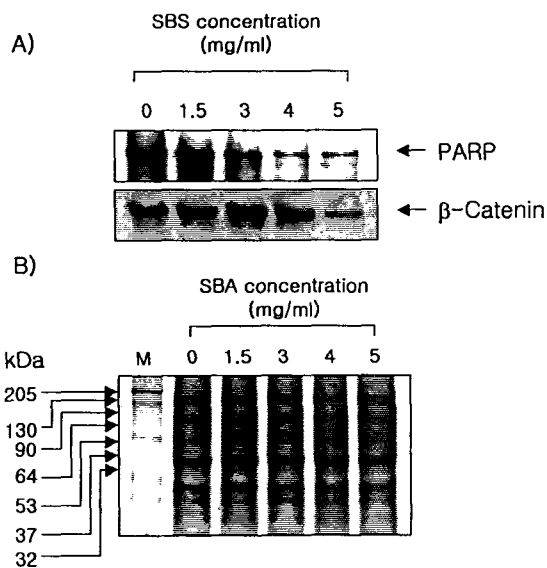 SBS concentration
(mg/ml)
A)
0 1.5 3 4 5
PARP
β-Catenin
B)
SBA concentration
(mg/ml)
kDa M 0 1.5 3 4 5
205
130
90
64
53
37
32